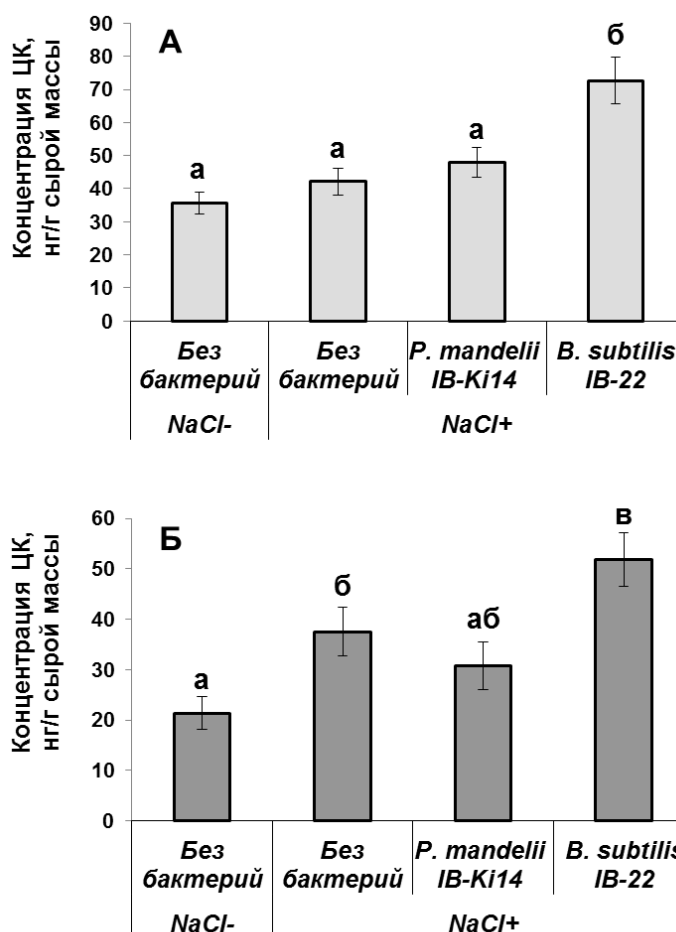 Концентрация ЦК,
нг/г сырой массы
90
80
70
60
50
40
30
20
10
0
А
а
а
а
б
Без
бактерий
Без
бактерий
P. mandelii
IB-Ki14
B. subtilis
IB-22
NaCl-
NaCl+
Концентрация ЦК,
нг/г сырой массы
60
50
40
30
20
10
0
Б
а
б
аб
в
Без
бактерий
Без
бактерий
P. mandelii
IB-Ki14
B. subtilis
IB-22
NaCl-
NaCl+